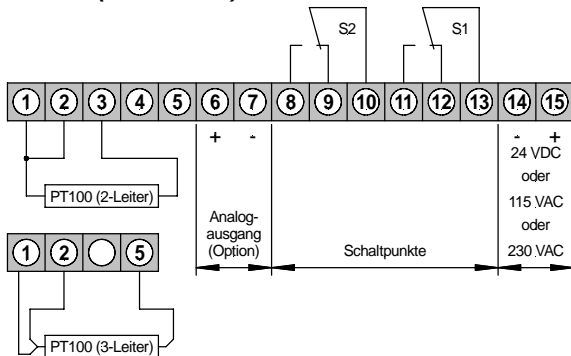 S2 S1
1 2 3 4 5 6 7 8 9 10 11 12 13 14 15
+ - - +
PT100 (2-Leiter)
Analog-
ausgang
(Option)
Schaltpunkte
24 VDC
oder
115 VAC
oder
230 VAC
1 2 5
PT100 (3-Leiter)